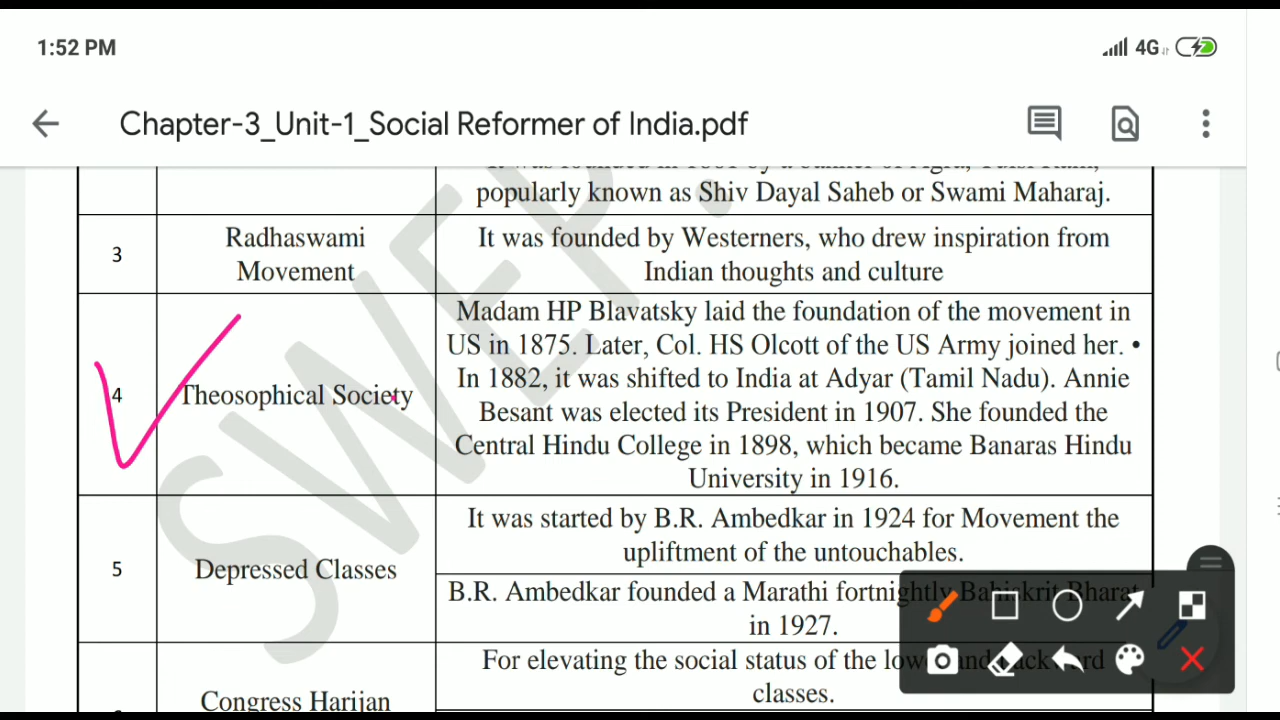 1:52 PM
4G
Chapter-3_Unit-1_Social Reformer of India.pdf
popularly known as Shiv Dayal Saheb or Swami Maharaj.
3
Radhaswami
Movement
It was founded by Westerners, who drew inspiration from
Indian thoughts and culture
4
Theosophical Society
Madam HP Blavatsky laid the foundation of the movement in
US in 1875. Later, Col. HS Olcott of the US Army joined her. •
In 1882, it was shifted to India at Adyar (Tamil Nadu). Annie
Besant was elected its President in 1907. She founded the
Central Hindu College in 1898, which became Banaras Hindu
University in 1916.
5
Depressed Classes
It was started by B.R. Ambedkar in 1924 for Movement the
upliftment of the untouchables.
B.R. Ambedkar founded a Marathi fortnightly Bahiskrit Bharat
in 1927.
Congress Harijan
For elevating the social status of the lower and backward
classes.